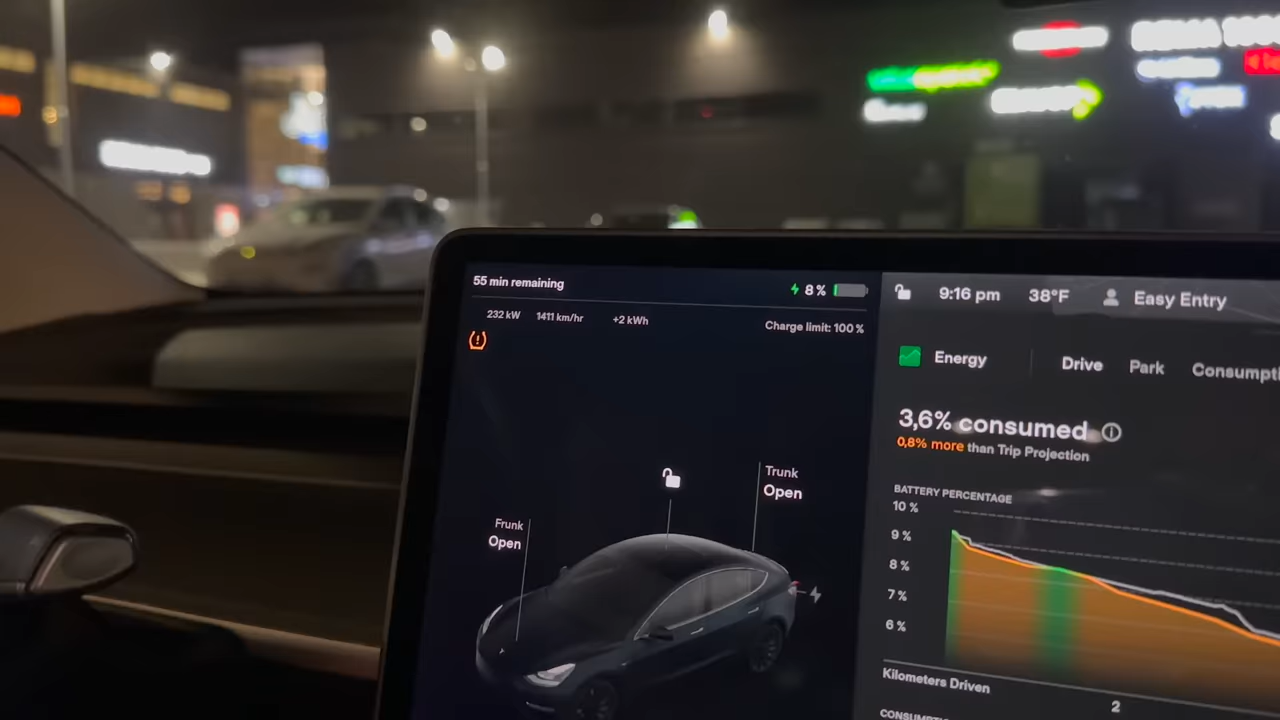 55 min remaining
8 %
232 kW 1411 km/hr +2 kWh
Charge limit: 100 %
Trunk
Open
Frunk
Open
9:16 pm 38°F Easy Entry
Energy Drive Park Consumpti
3,6% consumed
0,8% more than Trip Projection
BATTERY PERCENTAGE
10 %
9 %
8 %
7 %
6 %
Kilometers Driven
2
CONSUMPTI